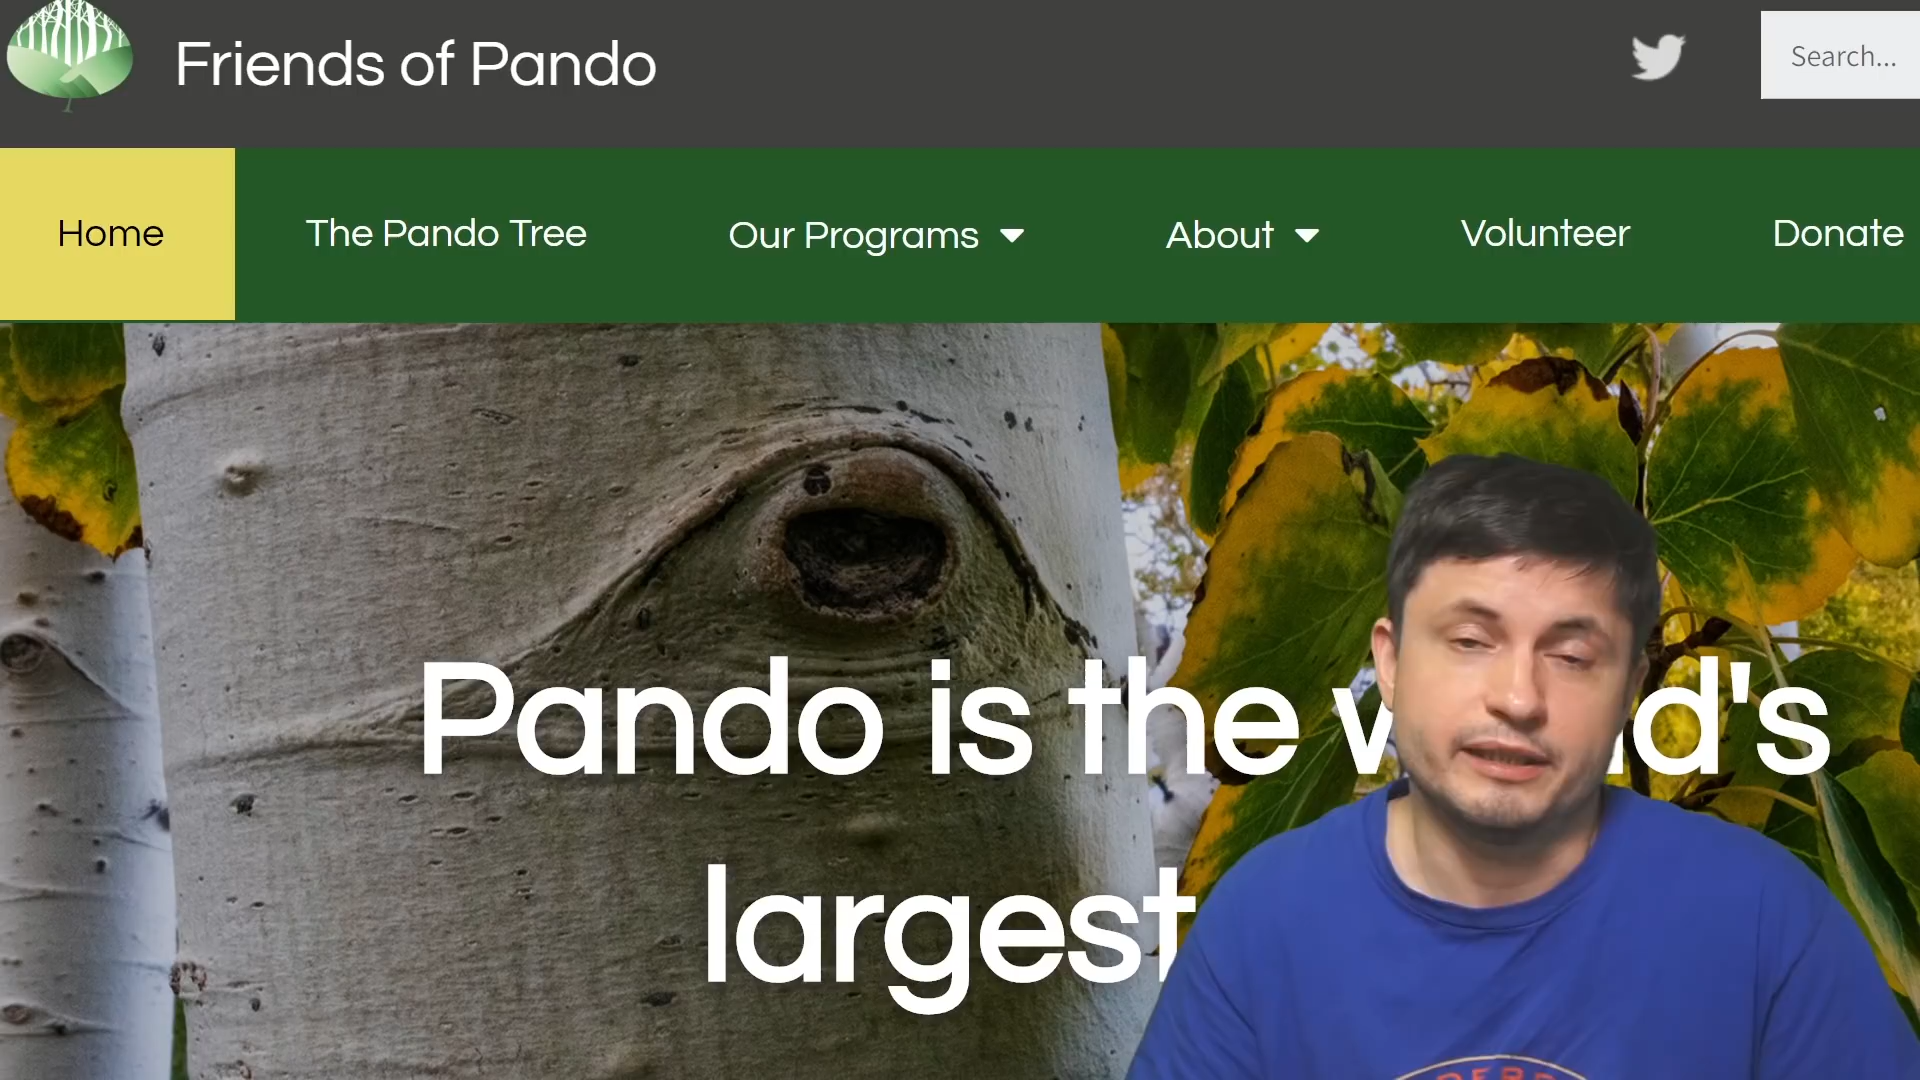 Friends of Pando
Search...
Home
The Pando Tree
Our Programs
About
Volunteer
Donate
Pando is the
largest